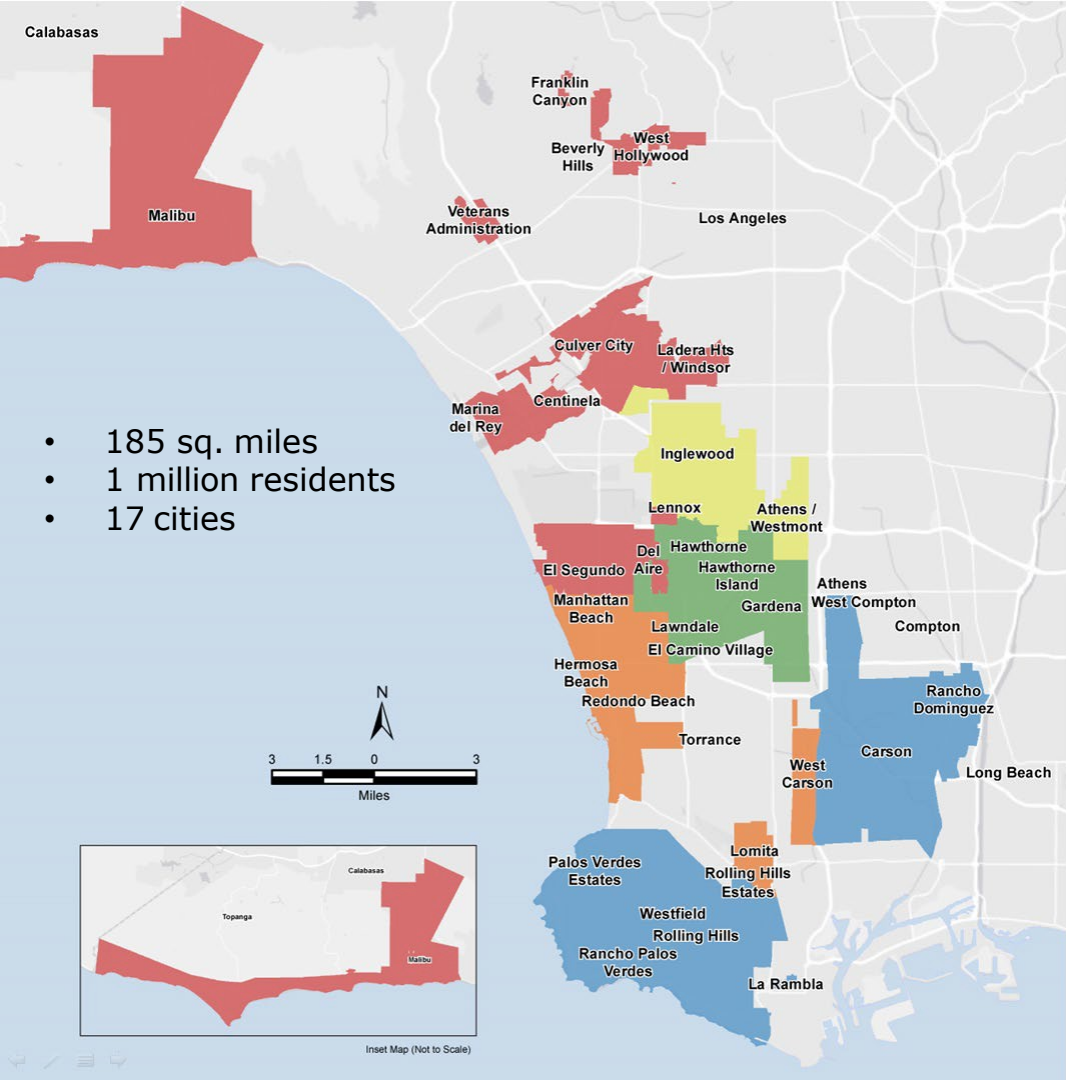 Calabasas
Franklin
Canyon
West
Hollywood
Beverly
Hills
Malibu
Veterans
Administration
Los Angeles
Culver City
Ladera Hts
/ Windsor
Centinela
Marina
del Rey
• 185 sq. miles
• 1 million residents
• 17 cities
Inglewood
Lennox
Athens /
Westmont
Del
Aire
Hawthorne
El Segundo
Hawthorne
Island
Athens
Manhattan
Beach
Gardena
West Compton
Compton
Lawndale
El Camino Village
Hermosa
Beach
Redondo Beach
Rancho
Dominguez
N
Torrance
Carson
3 1.5 0 3
Miles
West
Carson
Long Beach
Lomita
Palos Verdes
Estates
Rolling Hills
Estates
Westfield
Rolling Hills
Rancho Palos
Verdes
La Rambla
Calabasas
Topanga
Malibu
Inset Map (Not to Scale)